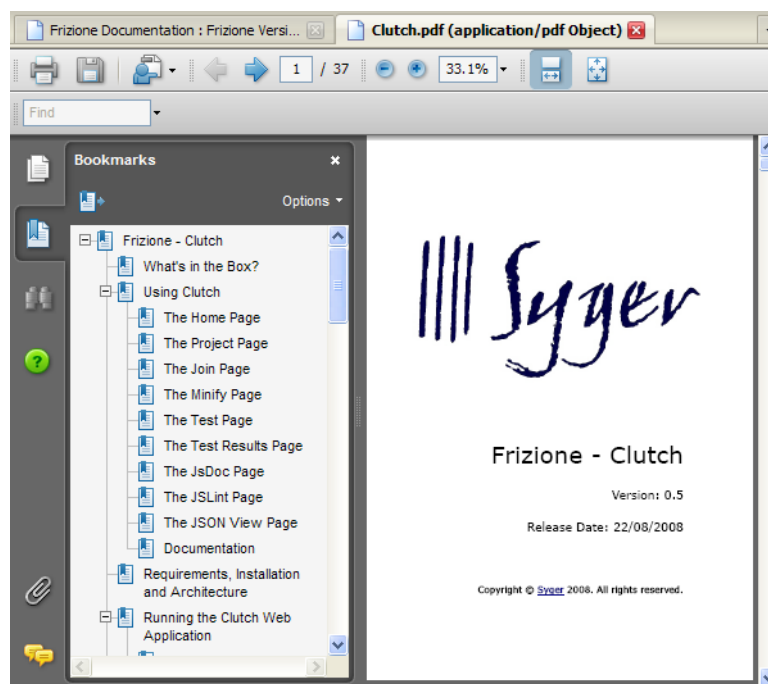 Frizione Documentation : Frizione Versi...
Clutch.pdf (application/pdf Object)
1 / 37
33.1%
Find
Bookmarks
Options
Frizione - Clutch
What's in the Box?
Using Clutch
The Home Page
The Project Page
The Join Page
The Minify Page
The Test Page
The Test Results Page
The JsDoc Page
The JSLint Page
The JSON View Page
Documentation
Requirements, Installation
and Architecture
Running the Clutch Web
Application
Syger
Frizione - Clutch
Version: 0.5
Release Date: 22/08/2008
Copyright © Syger 2008. All rights reserved.